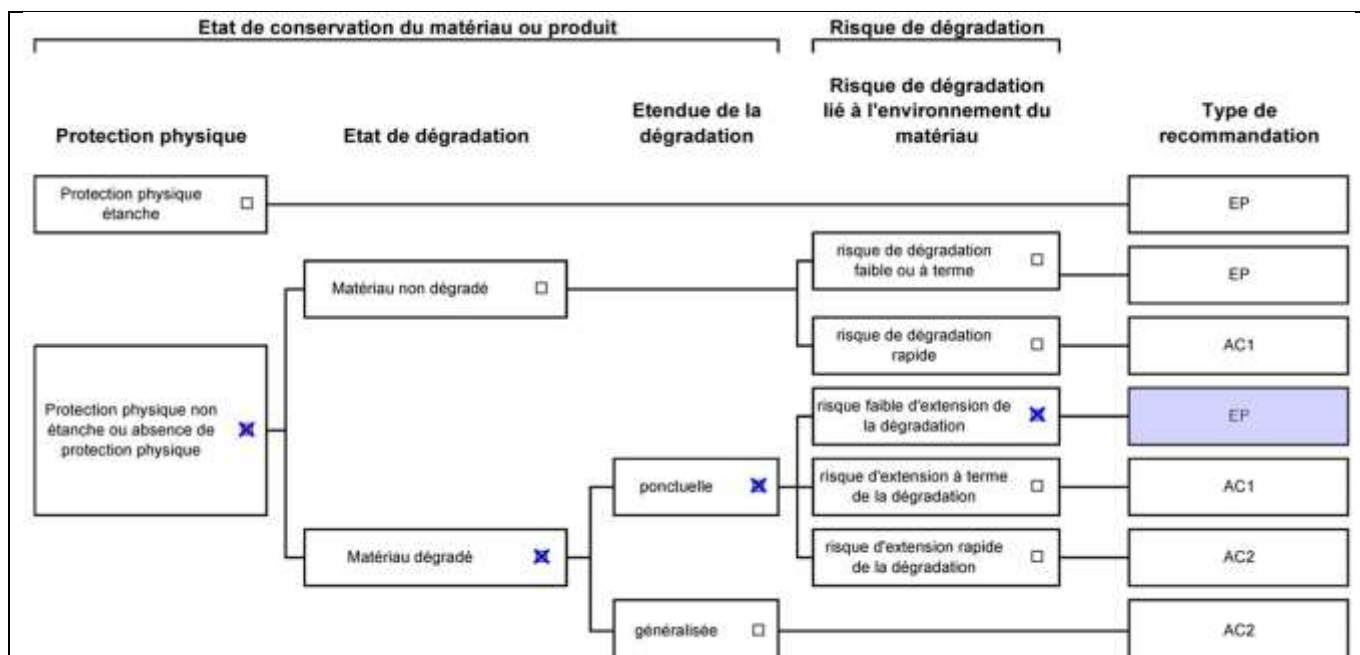 Etat de conservation du matériau ou produit
Risque de dégradation
Protection physique
Etat de dégradation
Etendue de la
dégradation
Risque de dégradation
lié à l'environnement du
matériau
Type de
recommandation
Protection physique
étanche
EP
Matériau non dégradé
risque de dégradation
faible ou à terme
EP
risque de dégradation
rapide
AC1
Protection physique non
étanche ou absence de
protection physique
risque faible d'extension de
la dégradation
EP
ponctuelle
risque d'extension à terme
de la dégradation
AC1
Matériau dégradé
risque d'extension rapide
de la dégradation
AC2
généralisée
AC2